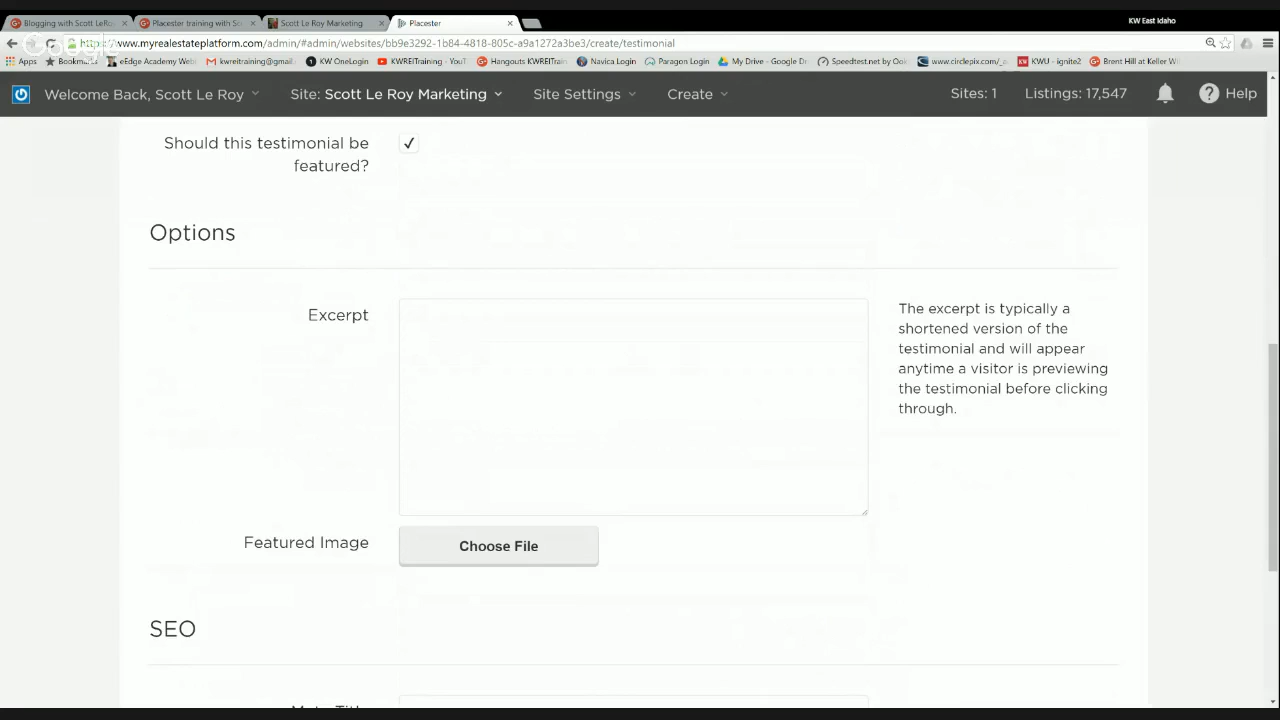 Blogging with Scott LeRoy
Placester training with Sc
Scott Le Roy Marketing
Placester
KW East Idaho
https://www.myrealestateplatform.com/admin/#admin/websites/bb9e3292-1b84-4818-805c-a9a1272a3be3/create/testimonial
Google
Apps
Bookmarks
eEdge Academy Web
kwreitraining@gmail
KW OneLogin
KWREITraining - YouT
Hangouts KWREITrain
Navica Login
Paragon Login
My Drive - Google Dr
Speedtest.net by Ook
www.circlepix.com/
KWU - ignite2
Brent Hill at Keller Wi
Welcome Back, Scott Le Roy
Site: Scott Le Roy Marketing
Site Settings
Create
Sites: 1
Listings: 17,547
Help
Should this testimonial be
featured?
Options
Excerpt
The excerpt is typically a
shortened version of the
testimonial and will appear
anytime a visitor is previewing
the testimonial before clicking
through.
Featured Image
Choose File
SEO